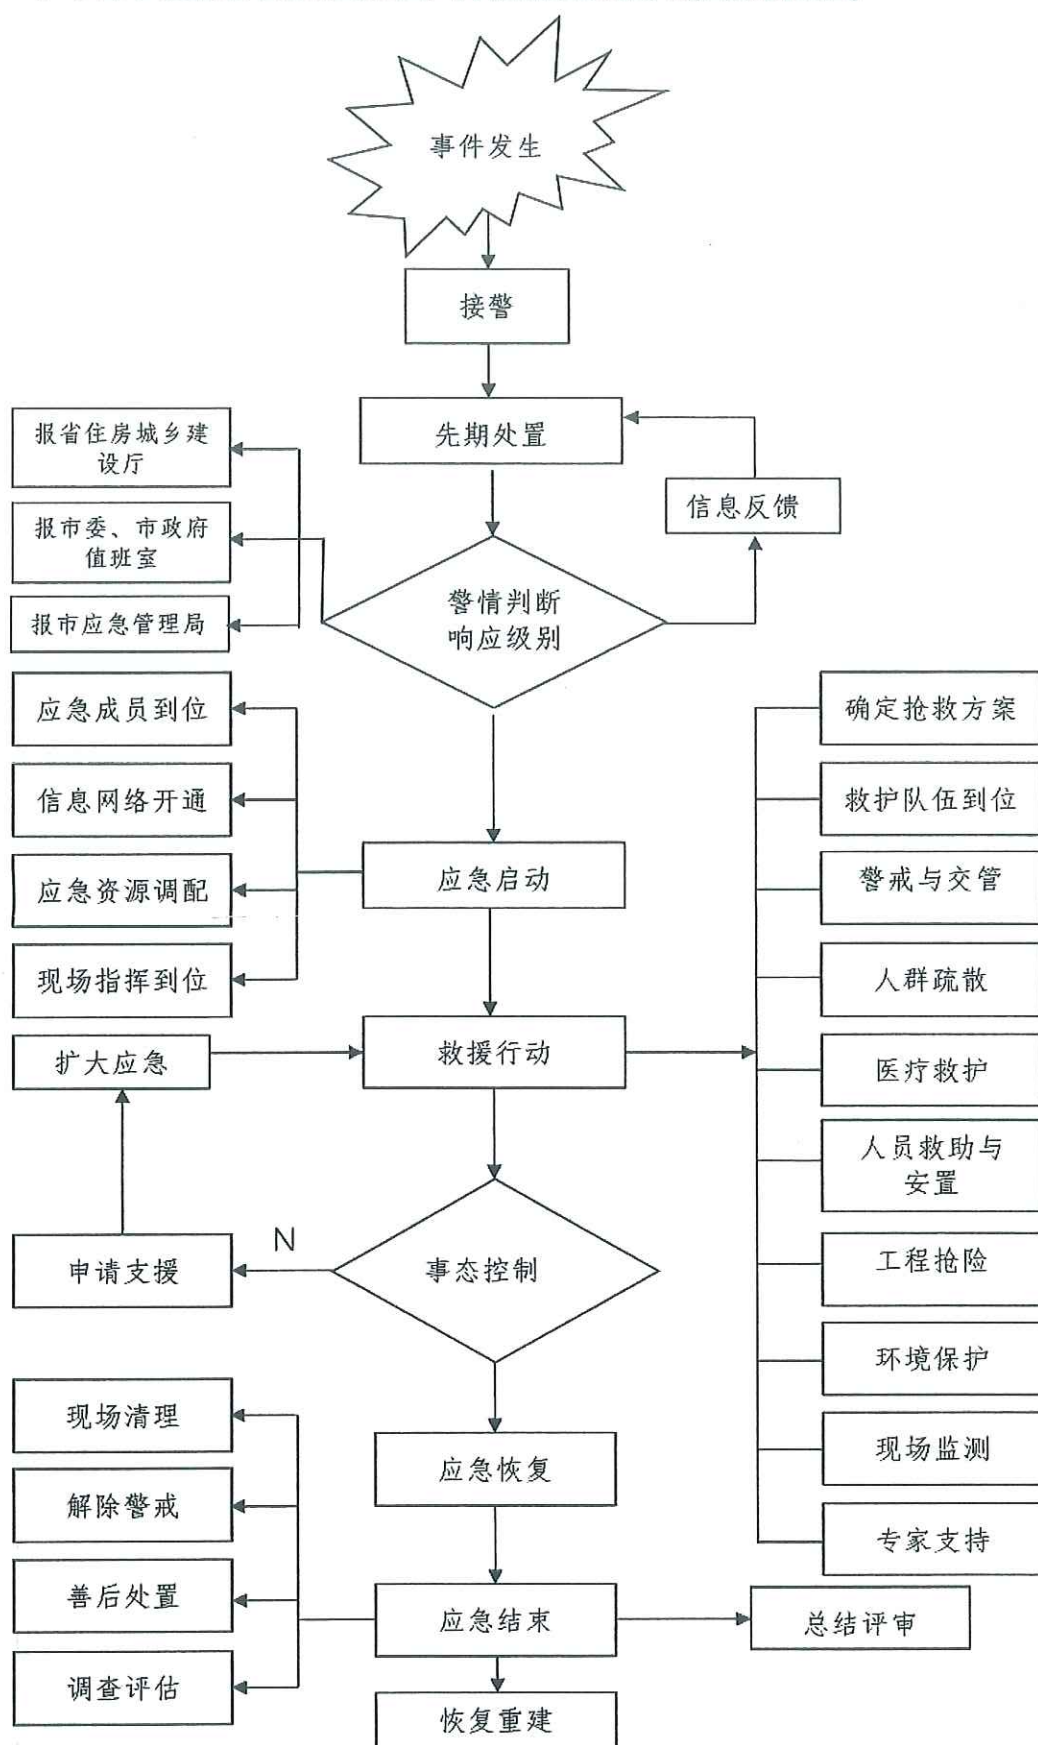 事件发生
接警
先期处置
报省住房城乡建
设厅
信息反馈
报市委、市政府
值班室
警情判断
响应级别
报市应急管理局
应急成员到位
确定抢救方案
信息网络开通
救护队伍到位
应急启动
应急资源调配
警戒与交管
现场指挥到位
人群疏散
扩大应急
救援行动
医疗救护
人员救助与
安置
N
申请支援
事态控制
工程抢险
环境保护
现场清理
应急恢复
现场监测
解除警戒
专家支持
善后处置
应急结束
总结评审
调查评估
恢复重建